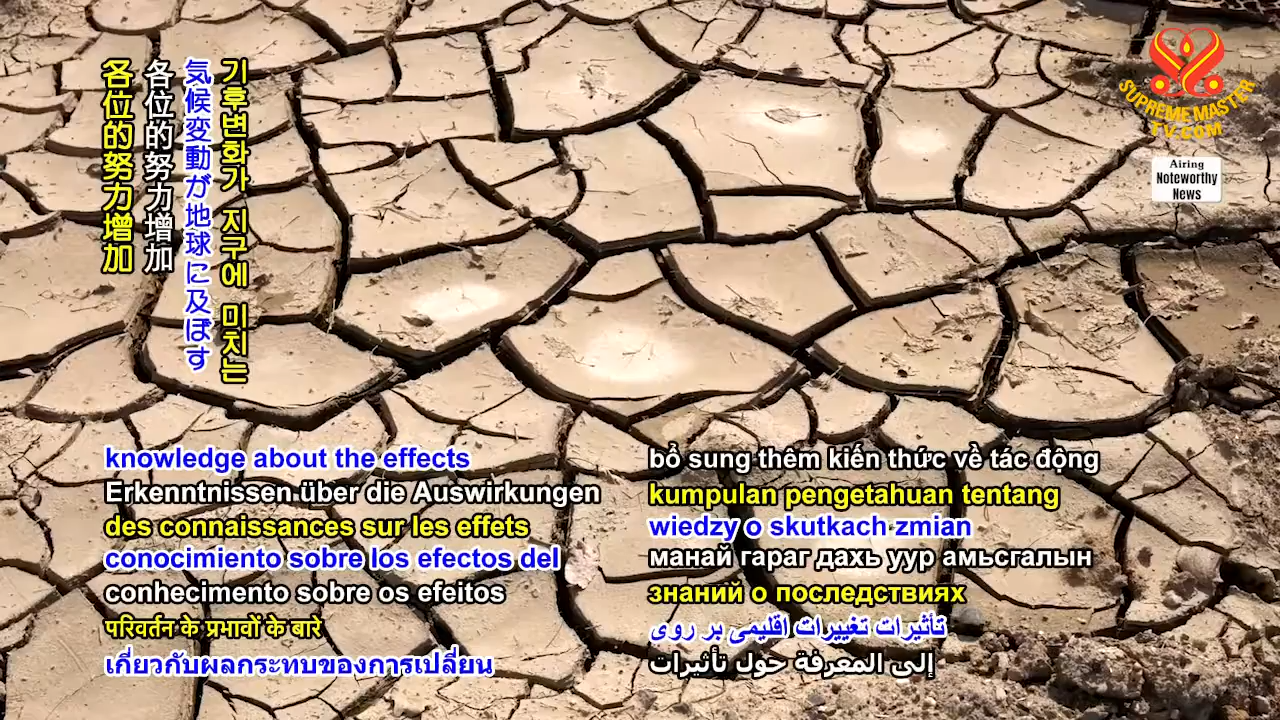 기후변화가 지구에 미치는
気候変動が地球に及ぼす
各位的努力增加
各位的努力增加
SUPREME MASTER
TV.COM
Airing
Noteworthy
News
knowledge about the effects
Erkenntnissen über die Auswirkungen
des connaissances sur les effets
conocimiento sobre los efectos del
conhecimento sobre os efeitos
परिवर्तन के प्रभावों के बारे
เกี่ยวกับผลกระทบของการเปลี่ยน
bổ sung thêm kiến thức về tác động
kumpulan pengetahuan tentang
wiedzy o skutkach zmian
манай гараг дахь уур амьсгалын
знаний о последствиях
تأثیرات تغییرات اقلیمی بر روی
إلى المعرفة حول تأثيرات